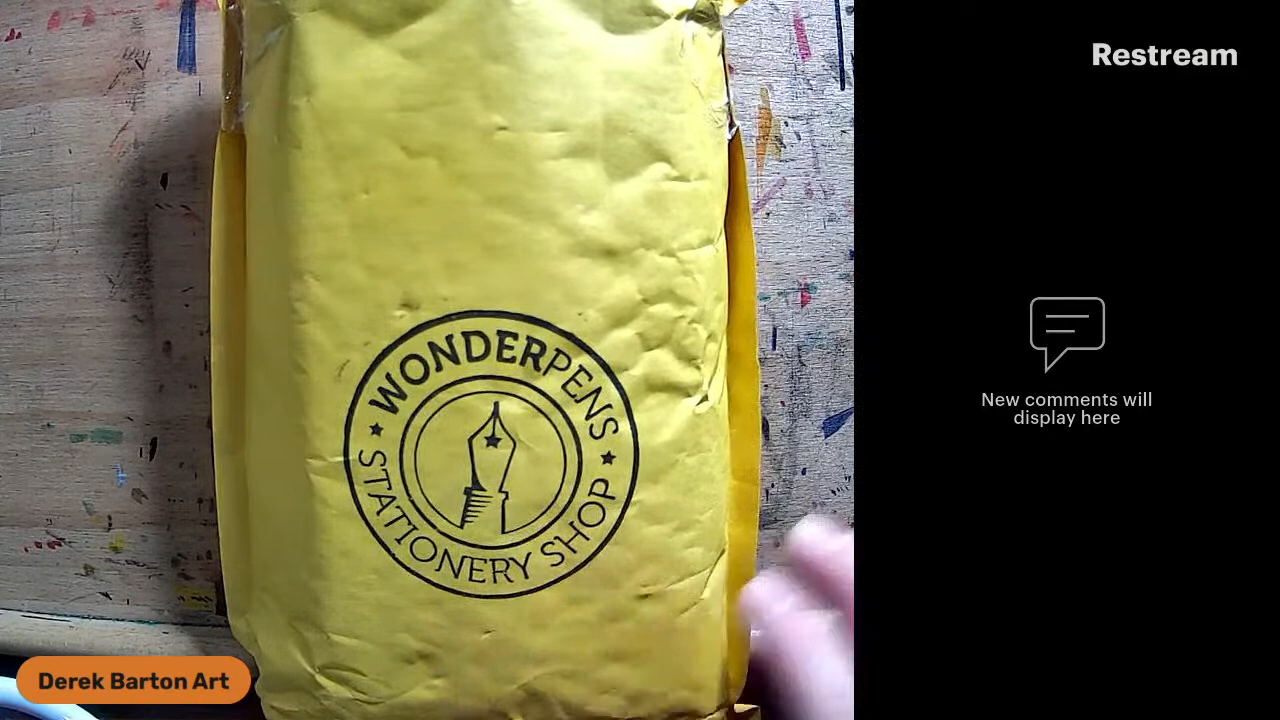 Restream
WONDERPENS
STATIONERY SHOP
New comments will
display here
Derek Barton Art